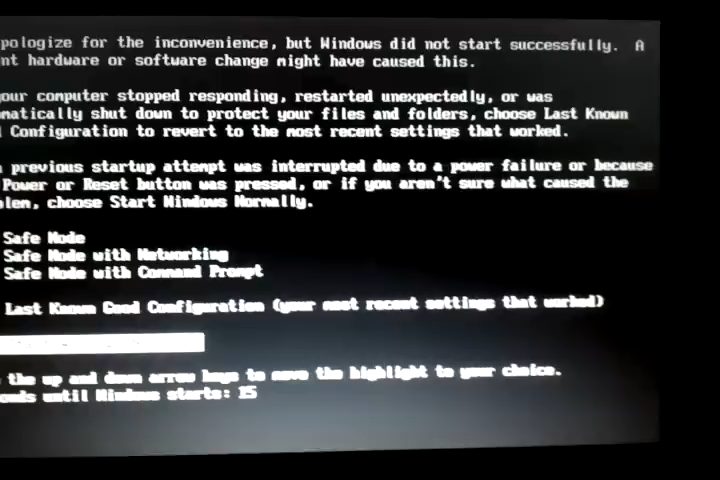 pologize for the inconvenience, but Windows did not start successfully. A
nt hardware or software change might have caused this.
our computer stopped responding, restarted unexpectedly, or was
matically shut down to protect your files and folders, choose Last Known
Configuration to revert to the most recent settings that worked.
previous startup attempt was interrupted due to a power failure or because
Power or Reset button was pressed, or if you aren't sure what caused the
lem, choose Start Windows Normally.
Safe Mode
Safe Mode with Networking
Safe Mode with Command Prompt
Last Known Good Configuration (your most recent settings that worked)
the up and down arrow keys to move the highlight to your choice.
onds until Windows starts: 15